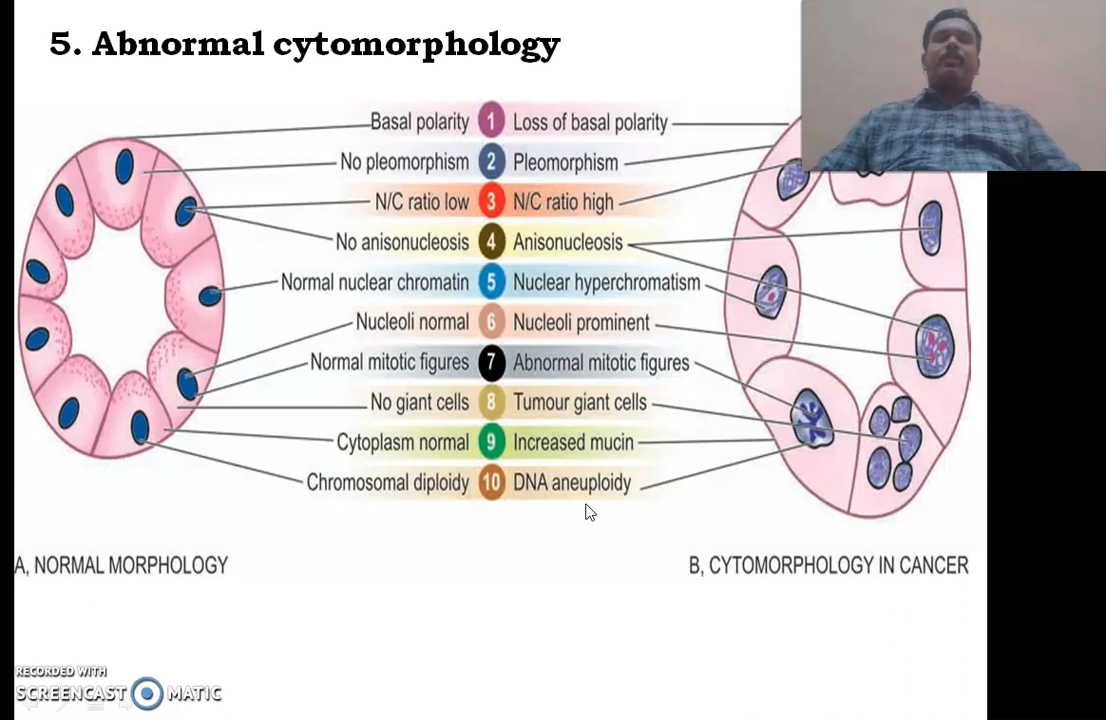 5. Abnormal cytomorphology
Basal polarity 1 Loss of basal polarity
No pleomorphism 2 Pleomorphism
N/C ratio low 3 N/C ratio high
No anisonucleosis 4 Anisonucleosis
Normal nuclear chromatin 5 Nuclear hyperchromatism
Nucleoli normal 6 Nucleoli prominent
Normal mitotic figures 7 Abnormal mitotic figures
No giant cells 8 Tumour giant cells
Cytoplasm normal 9 Increased mucin
Chromosomal diploidy 10 DNA aneuploidy
A, NORMAL MORPHOLOGY
B, CYTOMORPHOLOGY IN CANCER
RECORDED WITH
SCREENCAST MATIC